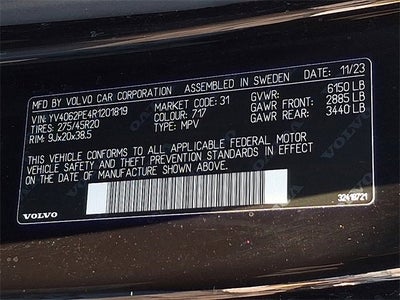 MFD BY VOLVO CAR CORPORATION ASSEMBLED IN SWEDEN DATE: 11/23
VIN: YV4062PE4R1201819 MARKET CODE: 31 GVWR: 6150 LB
TIRES: 275/45R20 COLOUR: 717 GAWR FRONT: 2885 LB
RIM: 9Jx20x38.5 TYPE: MPV GAWR REAR: 3440 LB
THIS VEHICLE CONFORMS TO ALL APPLICABLE FEDERAL MOTOR
VEHICLE SAFETY AND THEFT PREVENTION STANDARDS IN EFFECT
ON THE DATE OF MANUFACTURE SHOWN ABOVE.
VOLVO 32419721